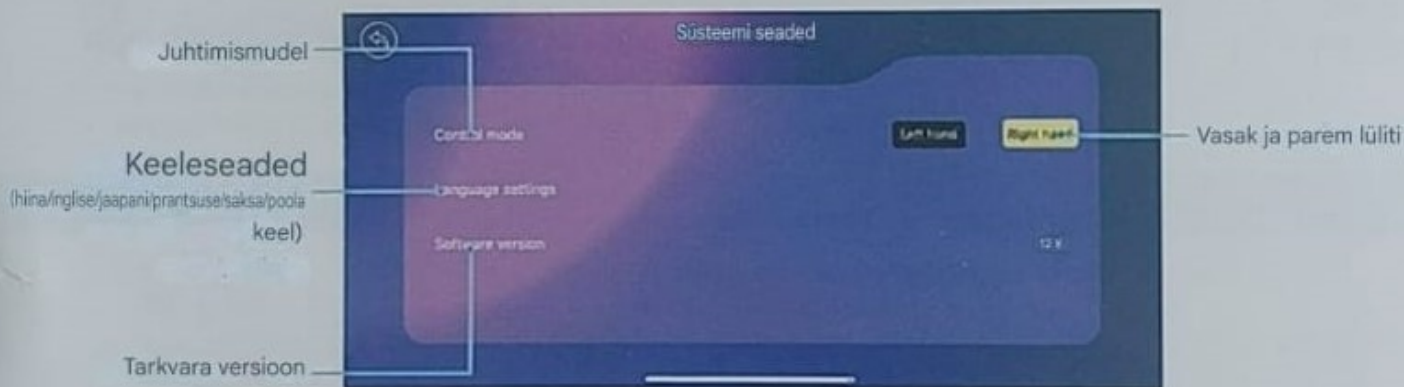 Süsteemi seaded
Juhtimismudel
Control mode
Left hand
Right hand
Vasak ja parem lüliti
Keeleseaded
(hiina/inglise/jaapani/prantsuse/saksa/poola
keel)
Language settings
Software version
Tarkvara versioon